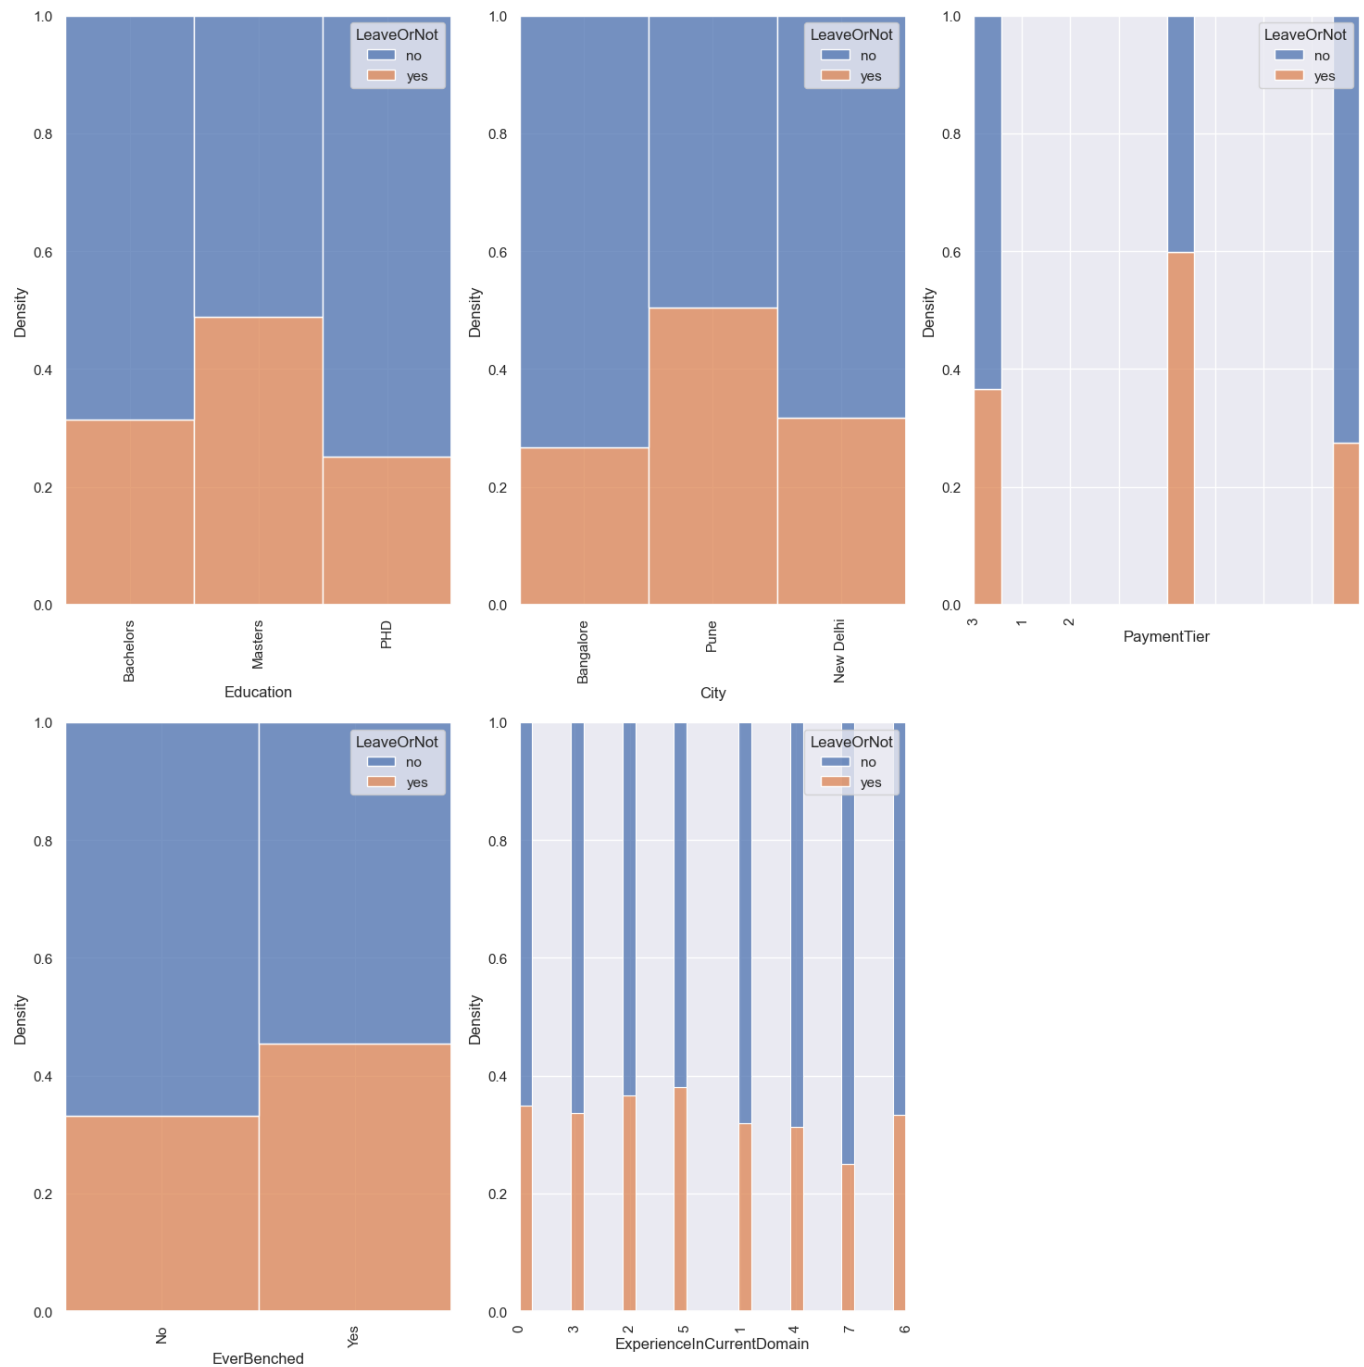 1.0
0.8
0.6
0.4
0.2
0.0
Density
LeaveOrNot
no
yes
Bachelors
Masters
PHD
Education
1.0
0.8
0.6
0.4
0.2
0.0
Density
LeaveOrNot
no
yes
Bangalore
Pune
New Delhi
City
1.0
0.8
0.6
0.4
0.2
0.0
Density
LeaveOrNot
no
yes
3
1
2
PaymentTier
1.0
0.8
0.6
0.4
0.2
0.0
Density
LeaveOrNot
no
yes
No
Yes
EverBenched
1.0
0.8
0.6
0.4
0.2
0.0
Density
LeaveOrNot
no
yes
0
3
2
5
1
4
7
6
ExperienceInCurrentDomain